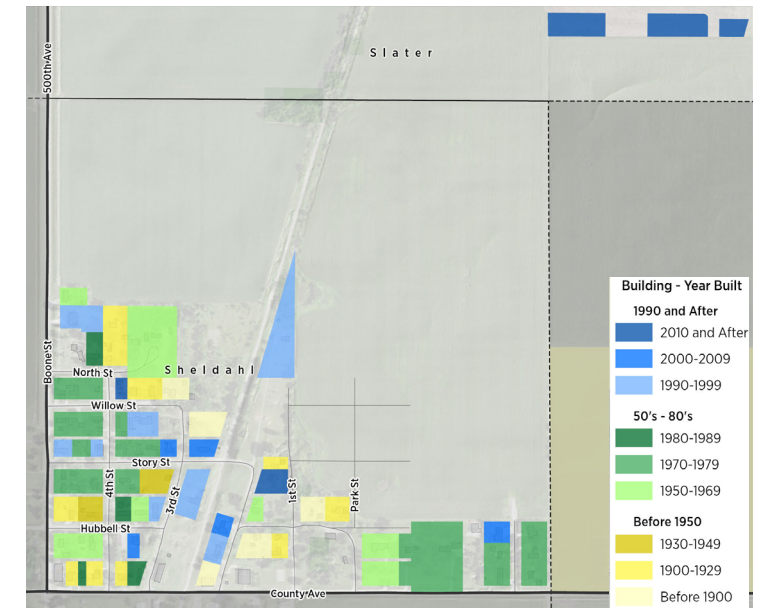 Slater
500th Ave
Building - Year Built
1990 and After
2010 and After
2000-2009
1990-1999
50's - 80's
1980-1989
1970-1979
1950-1969
Before 1950
1930-1949
1900-1929
Before 1900
Boone St
North St
Sheldahl
Willow St
Story St
4th St
3rd St
1st St
Park St
Hubbell St
County Ave